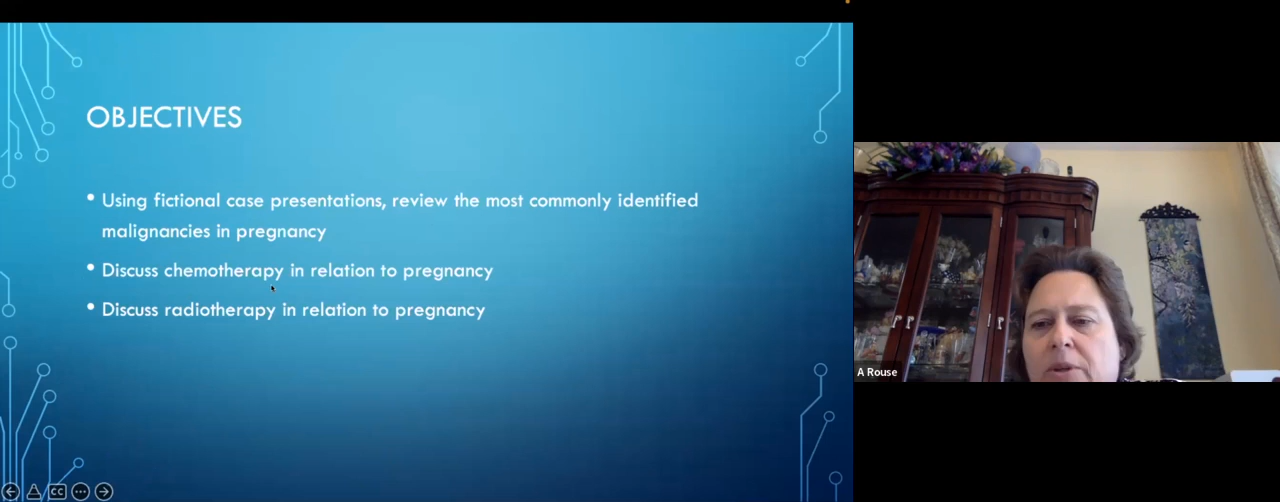 OBJECTIVES
• Using fictional case presentations, review the most commonly identified
malignancies in pregnancy
• Discuss chemotherapy in relation to pregnancy
• Discuss radiotherapy in relation to pregnancy
A Rouse
CC